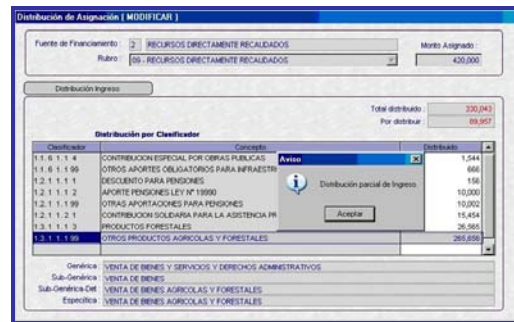 Distribución de Asignación [ MODIFICAR ]
Fuente de Financiamento : 2 RECURSOS DIRECTAMENTE RECAUDADOS
Monto Asignado :
Rubro : 09 - RECURSOS DIRECTAMENTE RECAUDADOS
420,000
Distribución Ingreso
Total distribuido : 330,043
Por distribuir : 89,957
Distribución por Clasificador
Clasificador Concepto Distribuido
1.1. 6 1. 1 4 CONTRIBUCION ESPECIAL POR OBRAS PUBLICAS 1,544
1.1. 6 1. 1 99 OTROS APORTES OBLIGATORIOS PARA INFRAESTR 666
1.2. 1 1. 1 1 DESCUENTO PARA PENSIONES 156
1.2. 1 1. 1 2 APORTE PENSIONES LEY Nº 19990 10,000
1.2. 1 1. 1 99 OTRAS APORTACIONES PARA PENSIONES 10,002
1.2. 1 1. 2 1 CONTRIBUCION SOLIDARIA PARA LA ASISTENCIA PR 15,454
1.3. 1 1. 1 3 PRODUCTOS FORESTALES 26,565
1.3. 1 1. 1 99 OTROS PRODUCTOS AGRICOLAS Y FORESTALES 265,656
Aviso
Distribución parcial de Ingreso.
Aceptar
Genérica : VENTA DE BIENES Y SERVICIOS Y DERECHOS ADMINISTRATIVOS
Sub-Genérica : VENTA DE BIENES
Sub-Genérica-Det : VENTA DE BIENES AGRICOLAS Y FORESTALES
Específica : VENTA DE BIENES AGRICOLAS Y FORESTALES